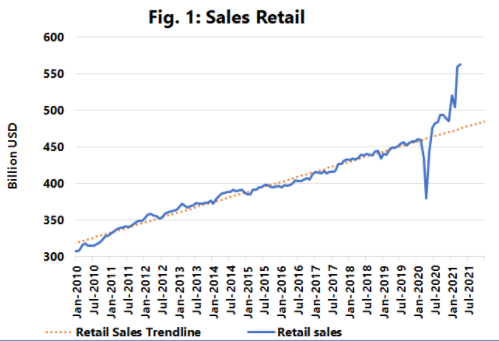 Fig. 1: Sales Retail
Billion USD
600
550
500
450
400
350
300
Jan-2010
Jul-2010
Jan-2011
Jul-2011
Jan-2012
Jul-2012
Jan-2013
Jul-2013
Jan-2014
Jul-2014
Jan-2015
Jul-2015
Jan-2016
Jul-2016
Jan-2017
Jul-2017
Jan-2018
Jul-2018
Jan-2019
Jul-2019
Jan-2020
Jul-2020
Jan-2021
Jul-2021
Retail Sales Trendline
Retail sales